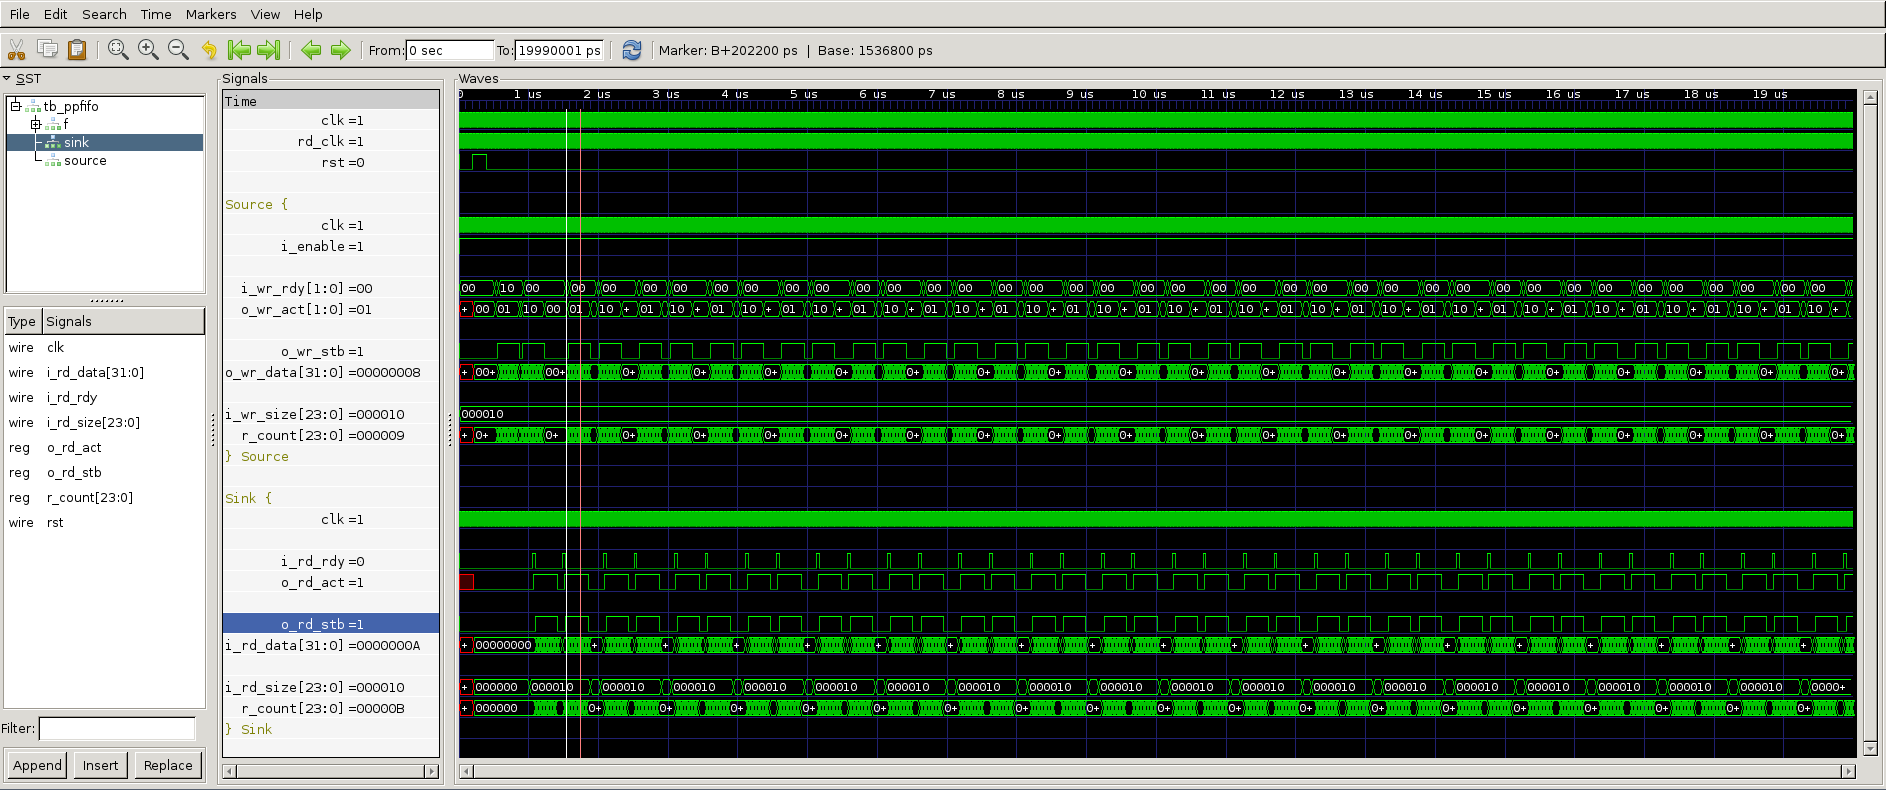 File Edit Search Time Markers View Help
From: 0 sec To: 19990001 ps Marker: B+202200 ps | Base: 1536800 ps
SST
tb_ppfifo
f
sink
source
Type Signals
wire clk
wire i_rd_data[31:0]
wire i_rd_rdy
wire i_rd_size[23:0]
reg o_rd_act
reg o_rd_stb
reg r_count[23:0]
wire rst
Filter:
Append Insert Replace
Signals
Time
clk =1
rd_clk =1
rst =0
Source {
clk =1
i_enable =1
i_wr_rdy[1:0] =00
o_wr_act[1:0] =01
o_wr_stb =1
o_wr_data[31:0] =00000008
i_wr_size[23:0] =000010
r_count[23:0] =000009
} Source
Sink {
clk =1
i_rd_rdy =0
o_rd_act =1
o_rd_stb =1
i_rd_data[31:0] =0000000A
i_rd_size[23:0] =000010
r_count[23:0] =00000B
} Sink
Waves
0 1 us 2 us 3 us 4 us 5 us 6 us 7 us 8 us 9 us 10 us 11 us 12 us 13 us 14 us 15 us 16 us 17 us 18 us 19 us
00 10 00 00 00 00 00 00 00 00 00 00 00 00 00 00 00 00 00 00 00 00 00 00 00 00 00 00 00 00 00 00 00 00 00 00 00 00 00
+ 00 01 10 00 01 10 + 01 10 + 01 10 + 01 10 + 01 10 + 01 10 + 01 10 + 01 10 + 01 10 + 01 10 + 01 10 + 01 10 + 01 10 + 01 10 + 01 10 + 01 10 + 01 10 + 01 10 +
+ 00+ 00+ 0+ 0+ 0+ 0+ 0+ 0+ 0+ 0+ 0+ 0+ 0+ 0+ 0+ 0+ 0+ 0+
000010
+ 0+ 0+ 0+ 0+ 0+ 0+ 0+ 0+ 0+ 0+ 0+ 0+ 0+ 0+ 0+ 0+ 0+ 0+ 0+
+ 00000000 + + + + + + + + + + + + + + + + + +
+ 000000 000010 000010 000010 000010 000010 000010 000010 000010 000010 000010 000010 000010 000010 000010 000010 000010 000010 0000+
+ 000000 0+ 0+ 0+ 0+ 0+ 0+ 0+ 0+ 0+ 0+ 0+ 0+ 0+ 0+ 0+ 0+ 0+ 0+